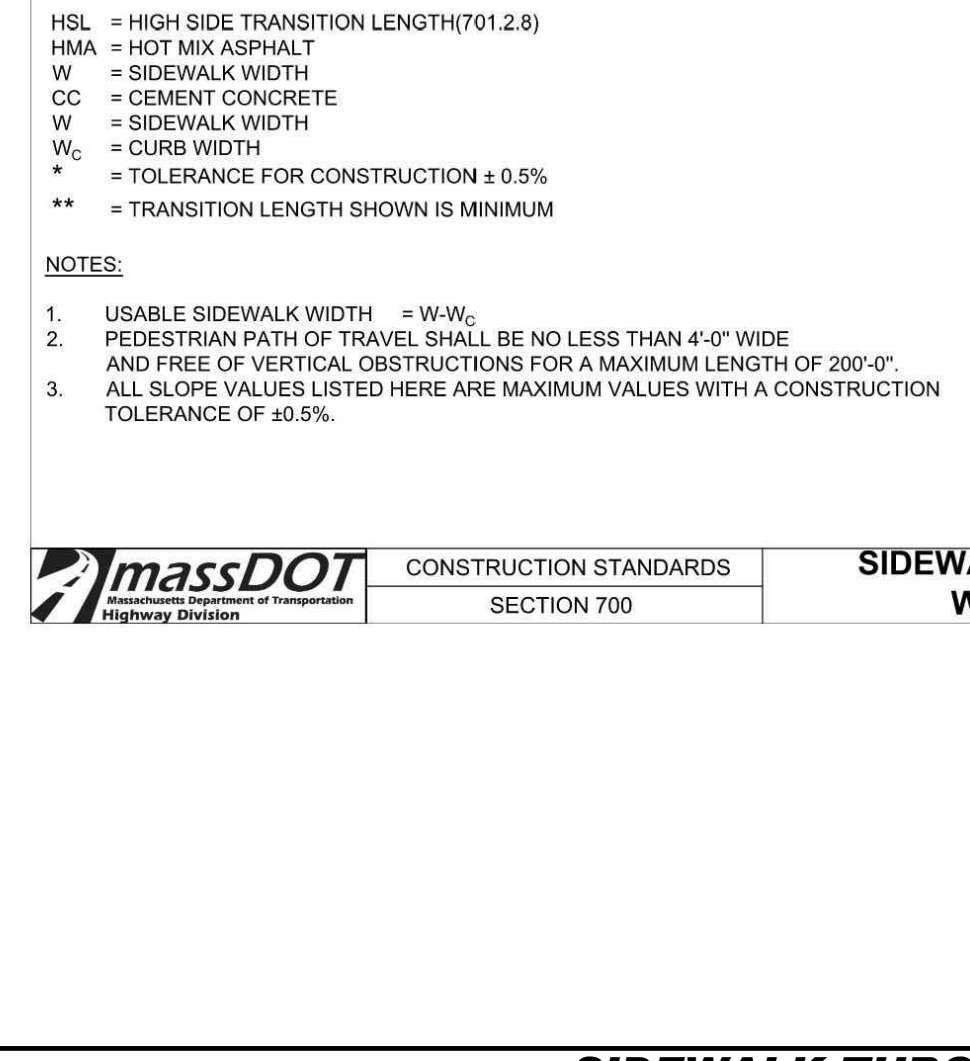 HSL = HIGH SIDE TRANSITION LENGTH(701.2.8)
HMA = HOT MIX ASPHALT
W = SIDEWALK WIDTH
CC = CEMENT CONCRETE
W = SIDEWALK WIDTH
W_C = CURB WIDTH
* = TOLERANCE FOR CONSTRUCTION ± 0.5%
** = TRANSITION LENGTH SHOWN IS MINIMUM
NOTES:
1. USABLE SIDEWALK WIDTH = W-W_C
2. PEDESTRIAN PATH OF TRAVEL SHALL BE NO LESS THAN 4'-0" WIDE
AND FREE OF VERTICAL OBSTRUCTIONS FOR A MAXIMUM LENGTH OF 200'-0".
3. ALL SLOPE VALUES LISTED HERE ARE MAXIMUM VALUES WITH A CONSTRUCTION
TOLERANCE OF ±0.5%.
massDOT
Massachusetts Department of Transportation
Highway Division
CONSTRUCTION STANDARDS
SECTION 700